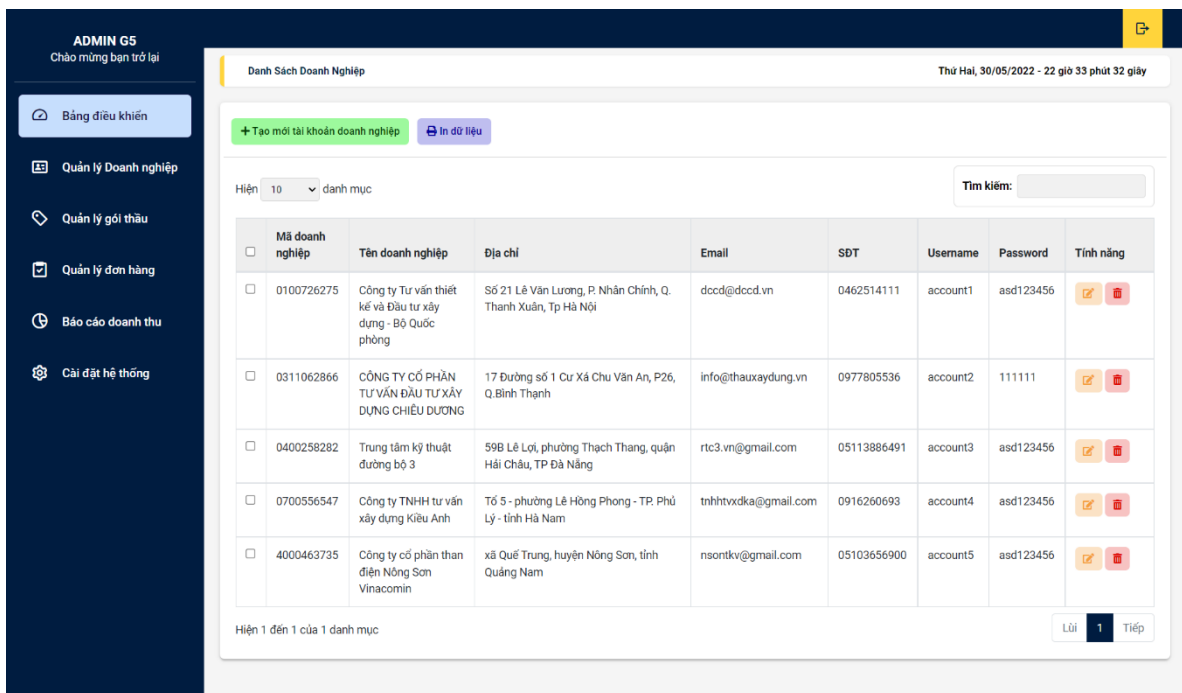 ADMIN G5
Chào mừng bạn trở lại
Bảng điều khiển
Quản lý Doanh nghiệp
Quản lý gói thầu
Quản lý đơn hàng
Báo cáo doanh thu
Cài đặt hệ thống
Danh Sách Doanh Nghiệp
Thứ Hai, 30/05/2022 - 22 giờ 33 phút 32 giây
+ Tạo mới tài khoản doanh nghiệp
In dữ liệu
Hiện 10 danh mục
Tìm kiếm:
Mã doanh
nghiệp
Tên doanh nghiệp
Địa chỉ
Email
SĐT
Username
Password
Tính năng
0100726275
Công ty Tư vấn thiết
kế và Đầu tư xây
dựng - Bộ Quốc
phòng
Số 21 Lê Văn Lương, P. Nhân Chính, Q.
Thanh Xuân, Tp Hà Nội
dccd@dccd.vn
0462514111
account1
asd123456
0311062866
CÔNG TY CỔ PHẦN
TƯ VẤN ĐẦU TƯ XÂY
DỰNG CHIÊU DƯƠNG
17 Đường số 1 Cư Xá Chu Văn An, P26,
Q.Bình Thạnh
info@thauxaydung.vn
0977805536
account2
111111
0400258282
Trung tâm kỹ thuật
đường bộ 3
59B Lê Lợi, phường Thạch Thang, quận
Hải Châu, TP Đà Nẵng
rtc3.vn@gmail.com
05113886491
account3
asd123456
0700556547
Công ty TNHH tư vấn
xây dựng Kiều Anh
Tổ 5 - phường Lê Hồng Phong - TP. Phủ
Lý - tỉnh Hà Nam
tnhhtvxdka@gmail.com
0916260693
account4
asd123456
4000463735
Công ty cổ phần than
điện Nông Sơn
Vinacomin
xã Quế Trung, huyện Nông Sơn, tỉnh
Quảng Nam
nsontkv@gmail.com
05103656900
account5
asd123456
Hiện 1 đến 1 của 1 danh mục
Lùi 1 Tiếp